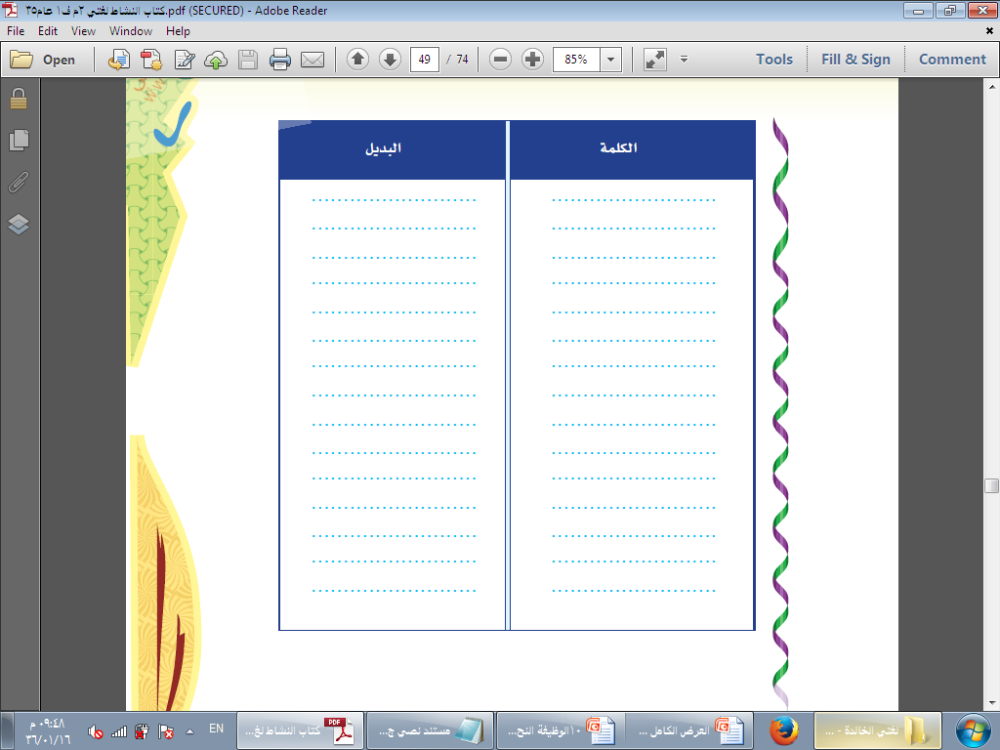 كتاب النشاط لغتي ٢م ف١ عام٣٥.pdf (SECURED) - Adobe Reader
File Edit View Window Help
Open 49 / 74 85% Tools Fill & Sign Comment
الكلمة البديل
لغتي الخالدة - ...
العرض الكامل ...
١٠الوظيفة النح...
مستند نصي ج...
كتاب النشاط لغ...
PDF
EN
٠٩:٤٨ م
٣٦/٠١/١٦